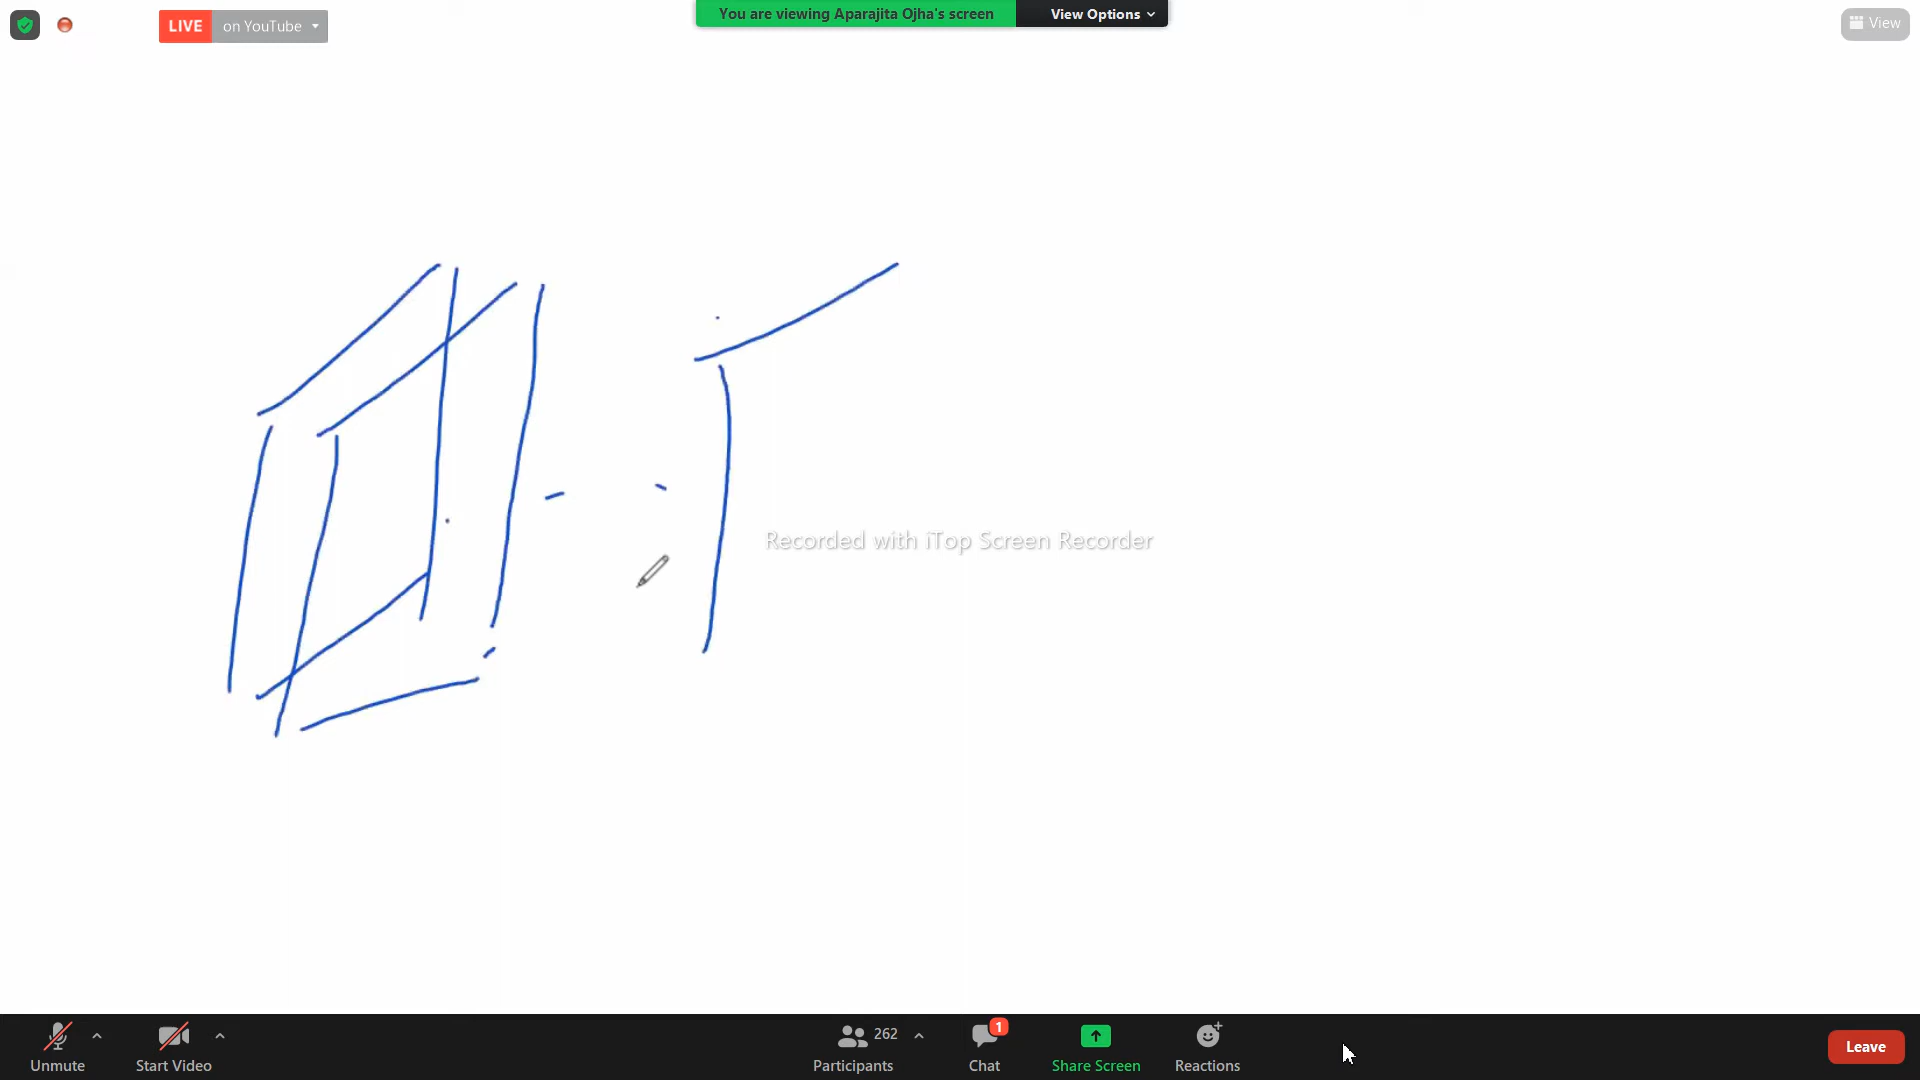 LIVE on YouTube
You are viewing Aparajita Ojha's screen View Options
View
Recorded with iTop Screen Recorder
Unmute
Start Video
262
Participants
1
Chat
Share Screen
Reactions
Leave